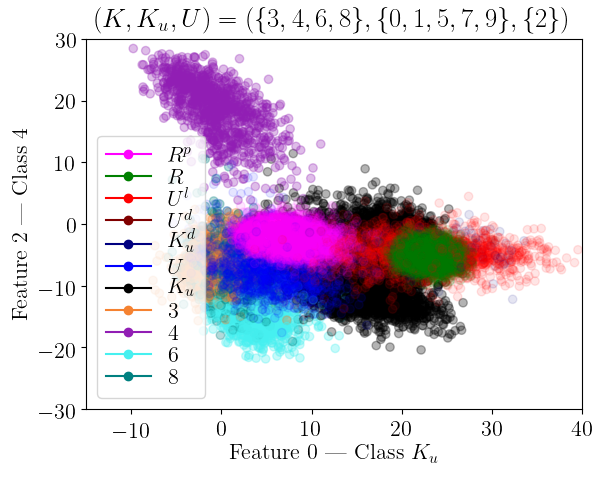 (K, K_u, U) = ({3, 4, 6, 8}, {0, 1, 5, 7, 9}, {2})
30
20
10
0
−10
−20
−30
Feature 2 — Class 4
R^p
R
U^l
U^d
K_u^d
U
K_u
3
4
6
8
−10 0 10 20 30 40
Feature 0 — Class K_u